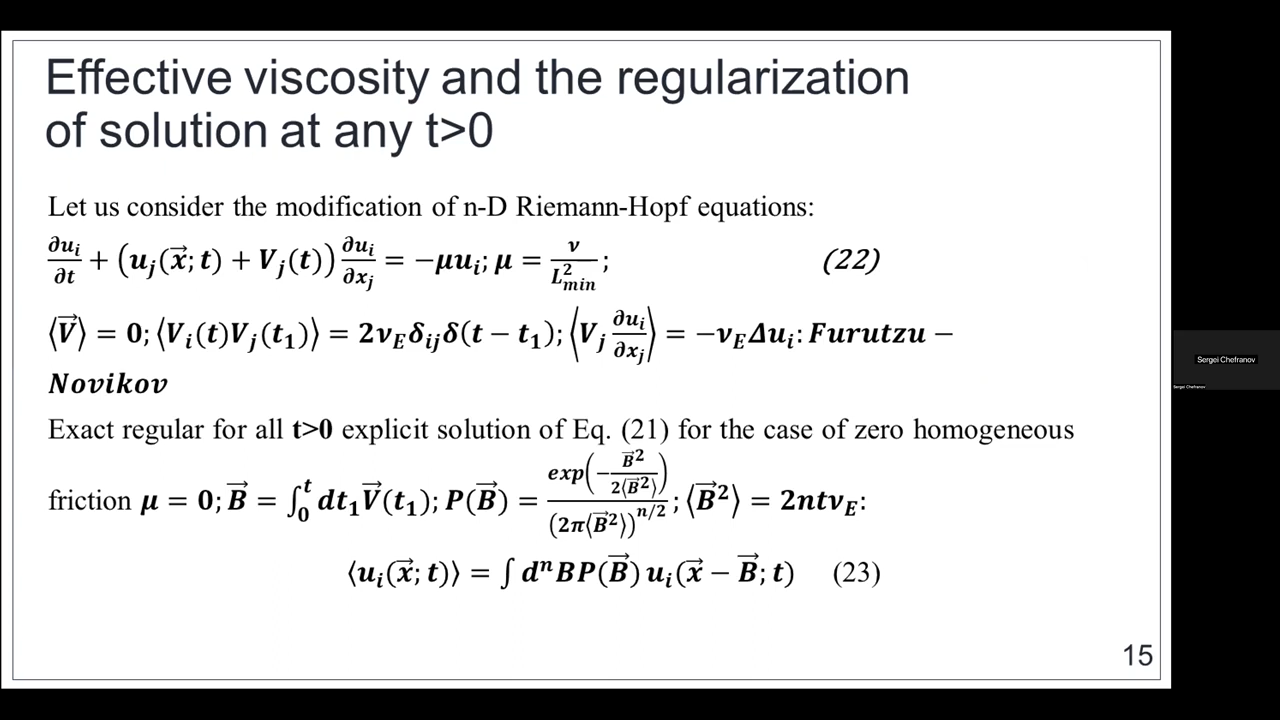 Effective viscosity and the regularization
of solution at any t>0
Let us consider the modification of n-D Riemann-Hopf equations:
∂u_i/∂t + (u_j(x⃗; t) + V_j(t)) ∂u_i/∂x_j = −μu_i; μ = ν/L²_min; (22)
⟨V⃗⟩ = 0; ⟨V_i(t)V_j(t_1)⟩ = 2ν_E δ_ij δ(t − t_1); ⟨V_j ∂u_i/∂x_j⟩ = −ν_E Δu_i: Furutzu −
Novikov
Exact regular for all t>0 explicit solution of Eq. (21) for the case of zero homogeneous
friction μ = 0; B⃗ = ∫_0^t dt_1 V⃗(t_1); P(B⃗) = exp(−B⃗²/2⟨B⃗²⟩)/(2π⟨B⃗²⟩)^{n/2}; ⟨B⃗²⟩ = 2ntν_E:
⟨u_i(x⃗; t)⟩ = ∫ d^n B P(B⃗) u_i(x⃗ − B⃗; t) (23)
15
Sergei Chefranov
Sergei Chefranov